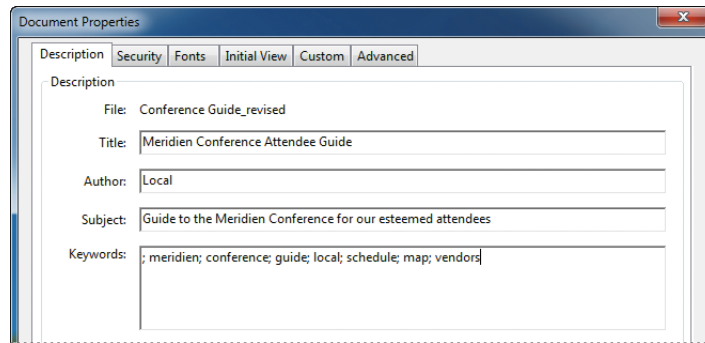 Document Properties
Description Security Fonts Initial View Custom Advanced
Description
File: Conference Guide_revised
Title: Meridien Conference Attendee Guide
Author: Local
Subject: Guide to the Meridien Conference for our esteemed attendees
Keywords: ; meridien; conference; guide; local; schedule; map; vendors